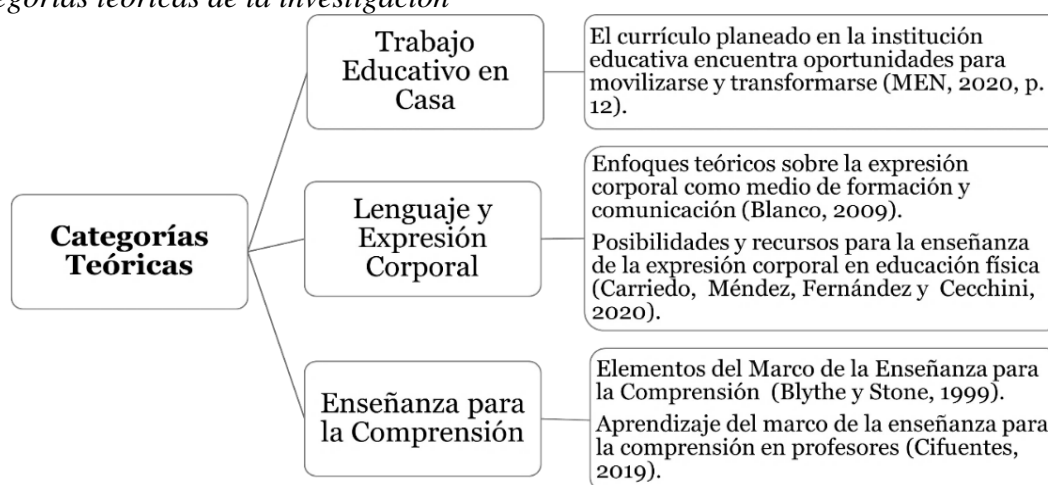 teóricas de la investigación
Categorías
Teóricas
Trabajo
Educativo en
Casa
El currículo planeado en la institución
educativa encuentra oportunidades para
movilizarse y transformarse (MEN, 2020, p.
12).
Lenguaje y
Expresión
Corporal
Enfoques teóricos sobre la expresión
corporal como medio de formación y
comunicación (Blanco, 2009).
Posibilidades y recursos para la enseñanza
de la expresión corporal en educación física
(Carriedo, Méndez, Fernández y Cecchini,
2020).
Enseñanza para
la Comprensión
Elementos del Marco de la Enseñanza para
la Comprensión (Blythe y Stone, 1999).
Aprendizaje del marco de la enseñanza para
la comprensión en profesores (Cifuentes,
2019).